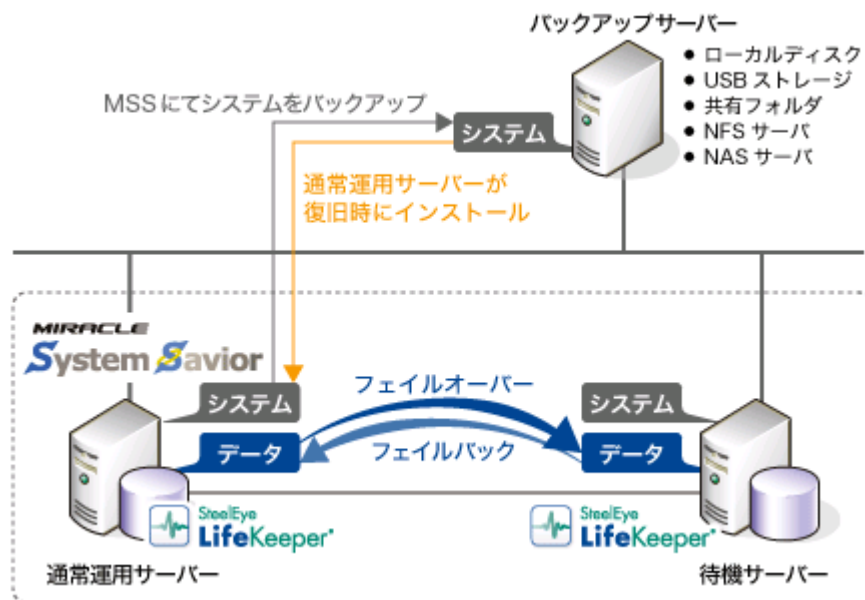 バックアップサーバー
● ローカルディスク
● USB ストレージ
● 共有フォルダ
● NFS サーバ
● NAS サーバ
MSSにてシステムをバックアップ
システム
通常運用サーバーが
復旧時にインストール
MIRACLE
System Savior
システム
データ
フェイルオーバー
フェイルバック
システム
データ
SteelEye
LifeKeeper
SteelEye
LifeKeeper
通常運用サーバー
待機サーバー